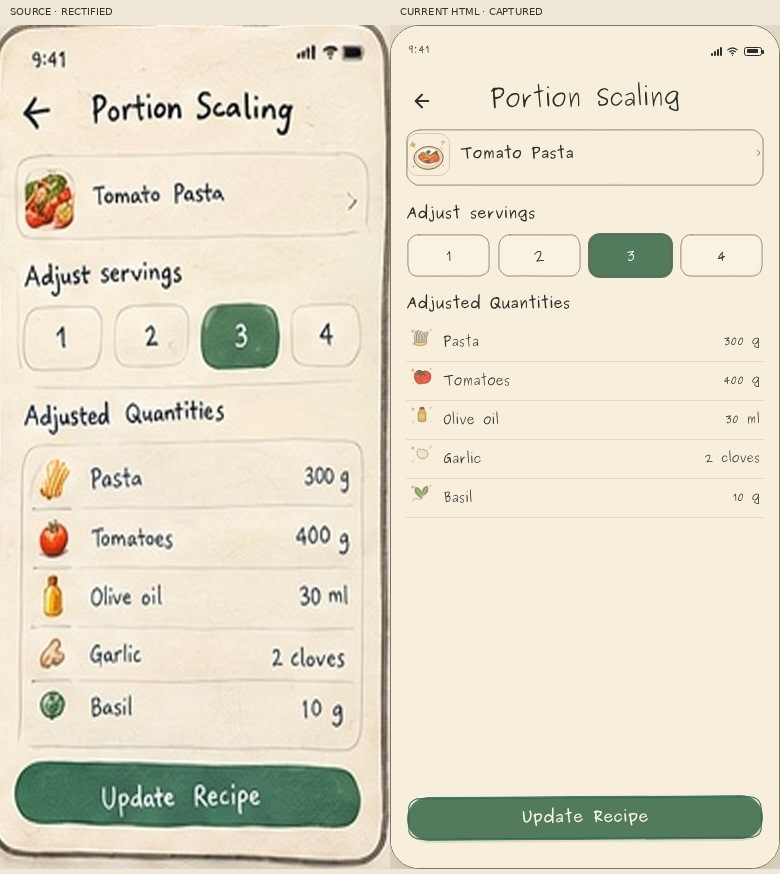 SOURCE · RECTIFIED
9:41
Portion Scaling
Tomato Pasta
Adjust servings
1 2 3 4
Adjusted Quantities
Pasta 300 g
Tomatoes 400 g
Olive oil 30 ml
Garlic 2 cloves
Basil 10 g
Update Recipe
CURRENT HTML · CAPTURED
9:41
Portion Scaling
Tomato Pasta
Adjust servings
1 2 3 4
Adjusted Quantities
Pasta 300 g
Tomatoes 400 g
Olive oil 30 ml
Garlic 2 cloves
Basil 10 g
Update Recipe